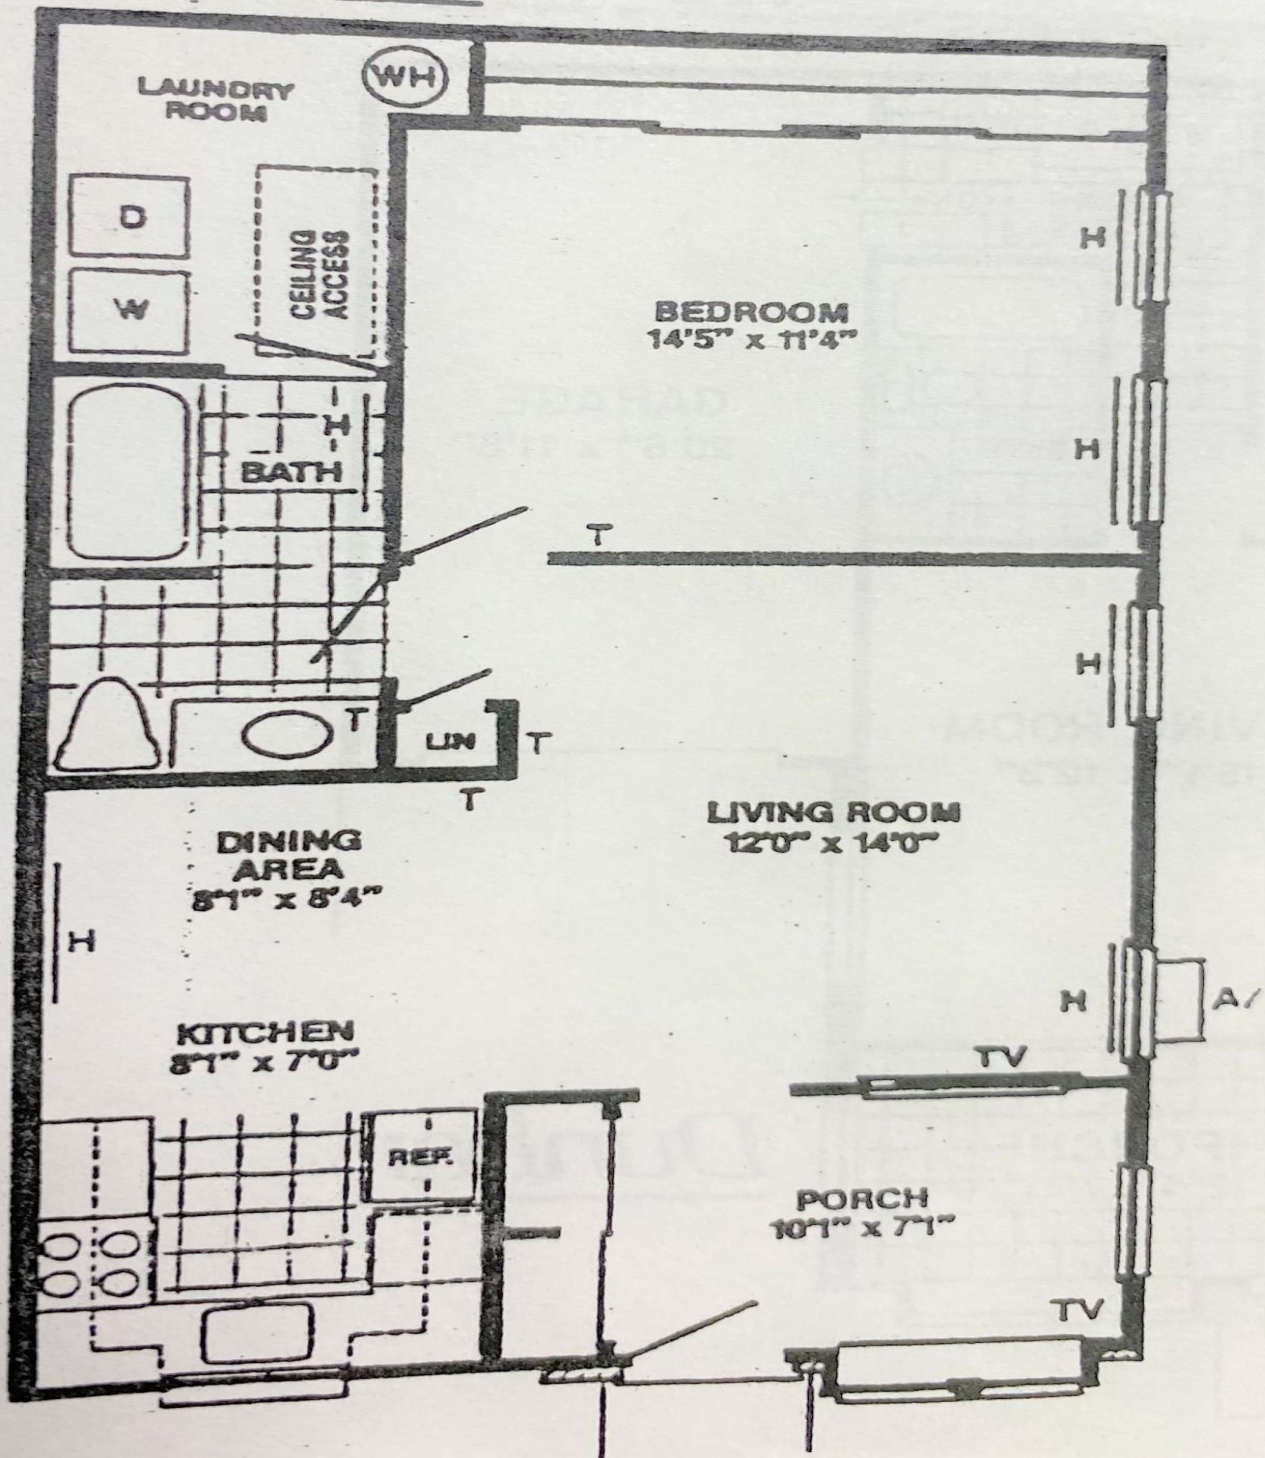 LAUNDRY
ROOM
WH
D
W
CEILING
ACCESS
BEDROOM
14'5" x 11'4"
H
H
H
BATH
T
H
T
LIN
T
T
DINING
AREA
8'1" x 8'4"
LIVING ROOM
12'0" x 14'0"
H
H
A/
KITCHEN
8'1" x 7'0"
TV
REF.
PORCH
10'1" x 7'1"
TV